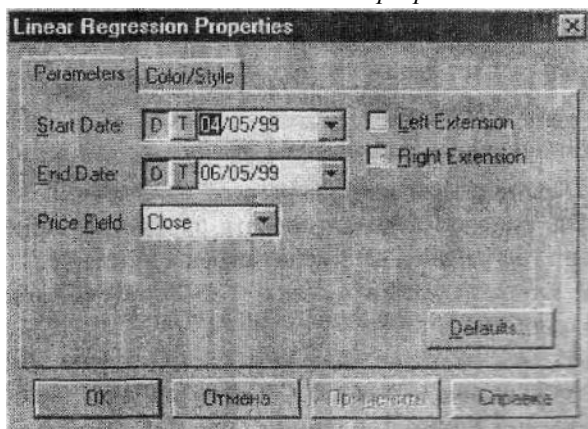 Linear Regression Properties
Parameters Color/Style
Start Date: D T 04/05/99 Left Extension
End Date: D T 06/05/99 Right Extension
Price Field: Close
Defaults...
OK Отмена Применить Справка